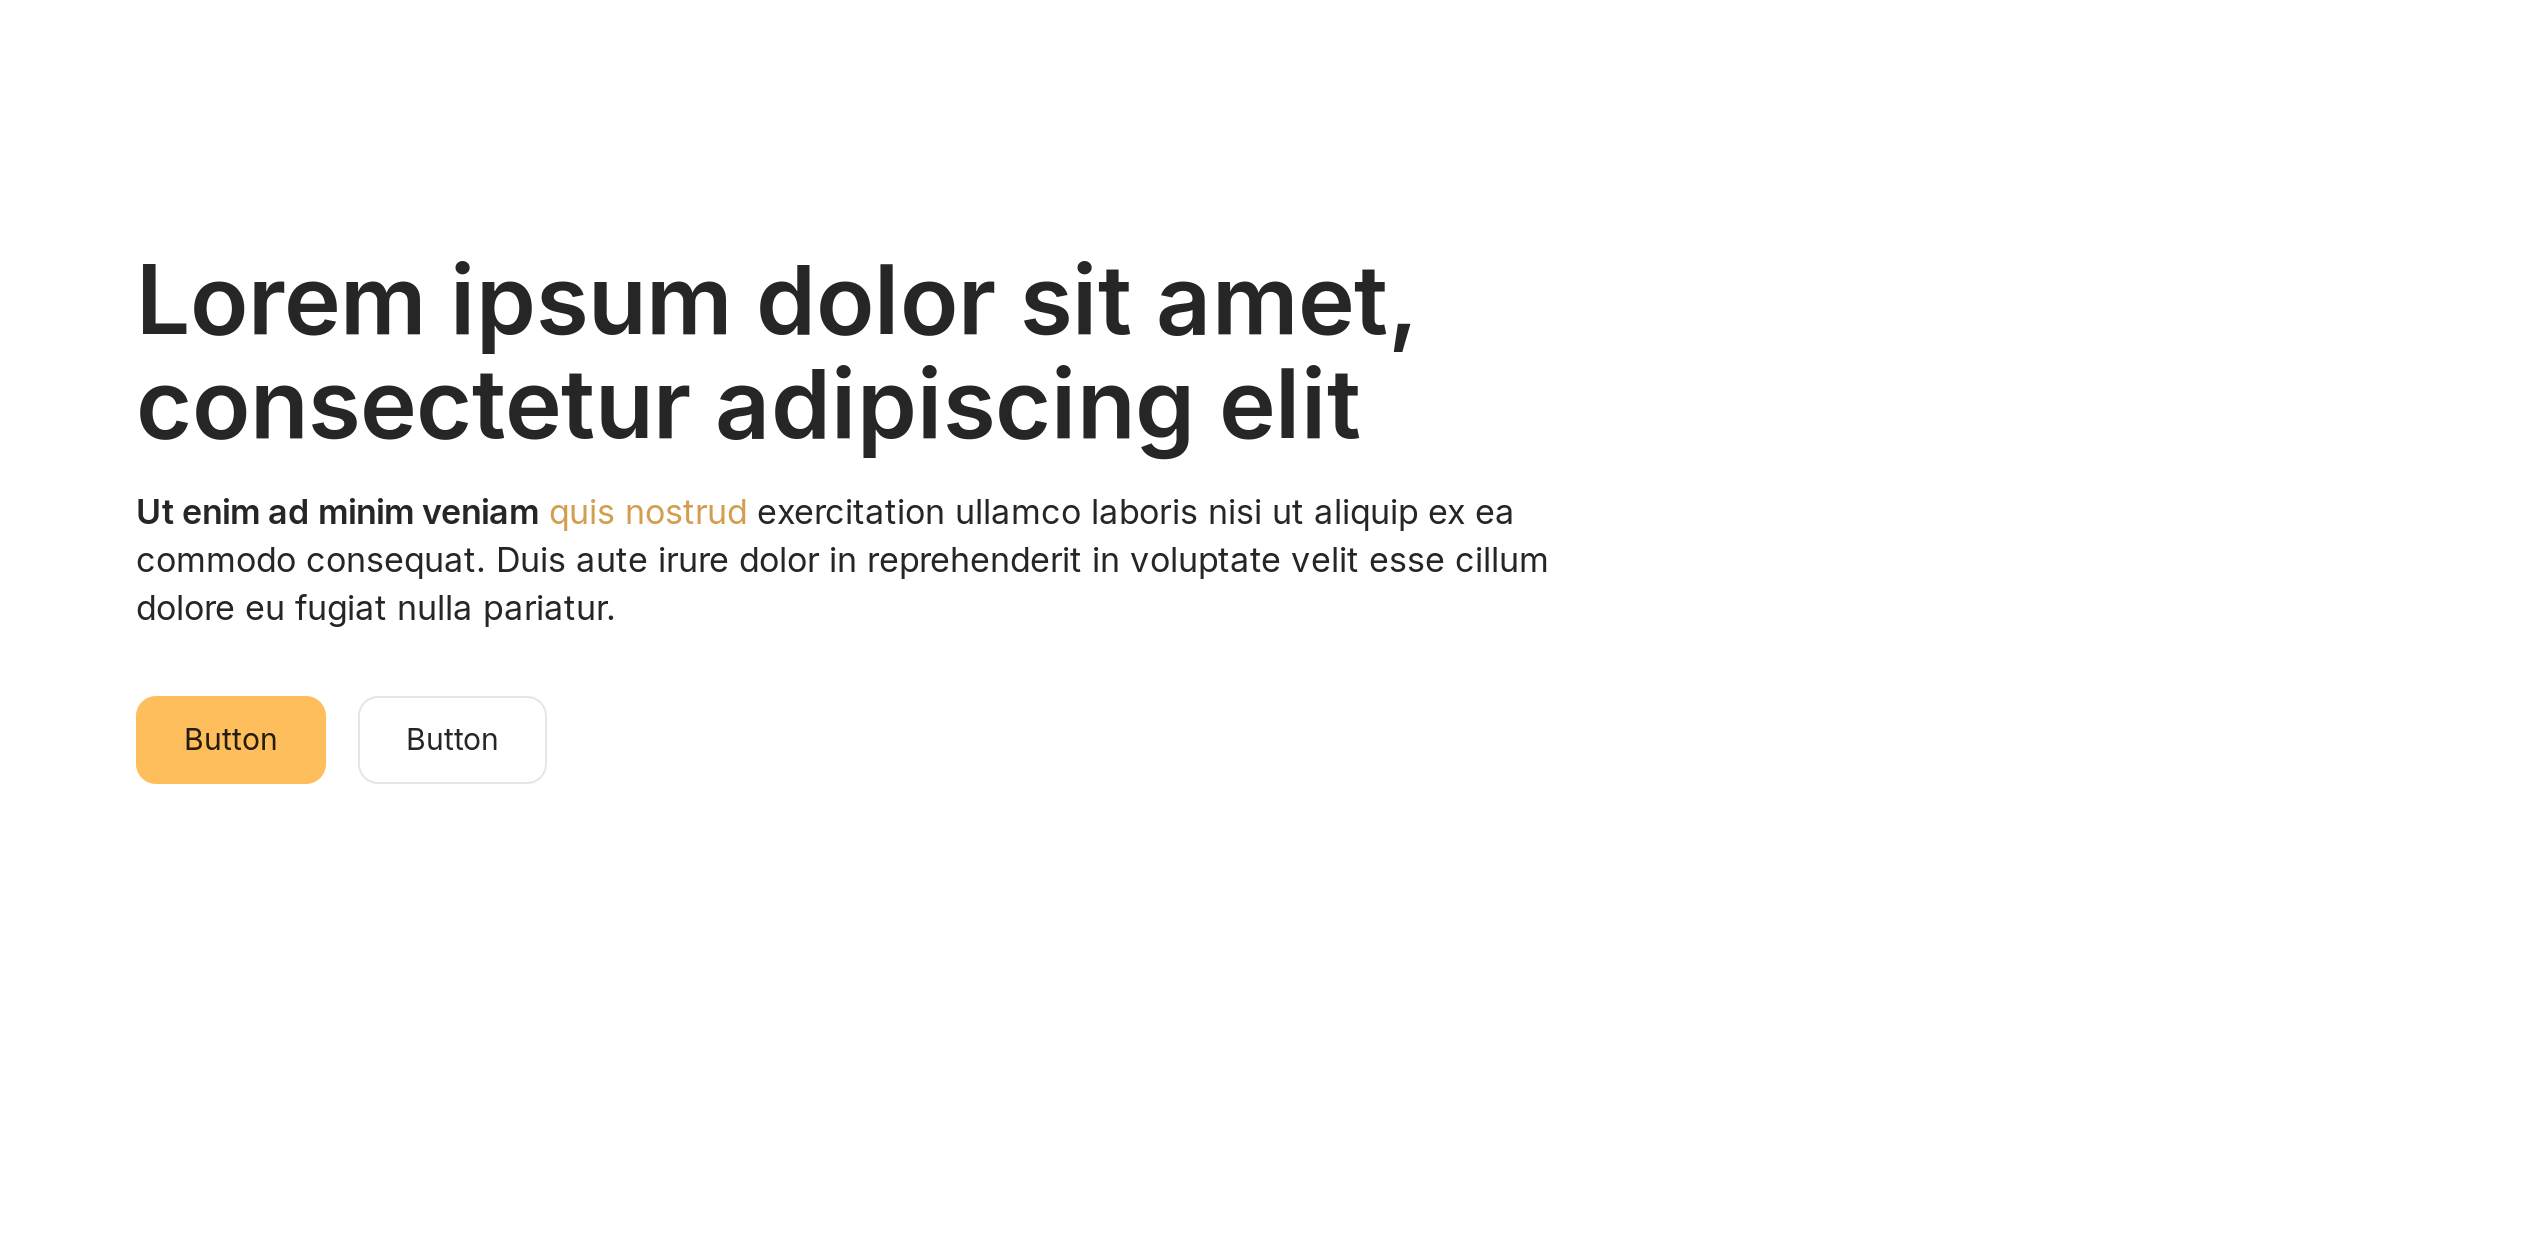 Lorem ipsum dolor sit amet,
consectetur adipiscing elit
Ut enim ad minim veniam quis nostrud exercitation ullamco laboris nisi ut aliquip ex ea
commodo consequat. Duis aute irure dolor in reprehenderit in voluptate velit esse cillum
dolore eu fugiat nulla pariatur.
Button Button